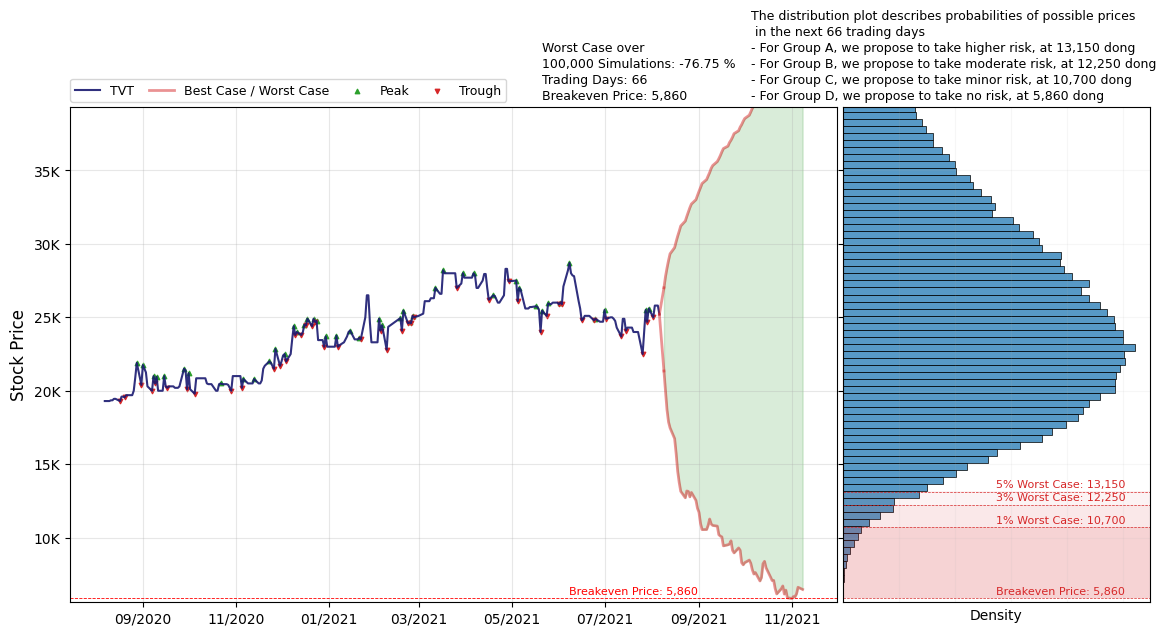 The distribution plot describes probabilities of possible prices
in the next 66 trading days
- For Group A, we propose to take higher risk, at 13,150 dong
- For Group B, we propose to take moderate risk, at 12,250 dong
- For Group C, we propose to take minor risk, at 10,700 dong
- For Group D, we propose to take no risk, at 5,860 dong
Worst Case over
100,000 Simulations: -76.75 %
Trading Days: 66
Breakeven Price: 5,860
TVT
Best Case / Worst Case
Peak
Trough
Stock Price
35K
30K
25K
20K
15K
10K
Breakeven Price: 5,860
09/2020
11/2020
01/2021
03/2021
05/2021
07/2021
09/2021
11/2021
5% Worst Case: 13,150
3% Worst Case: 12,250
1% Worst Case: 10,700
Breakeven Price: 5,860
Density